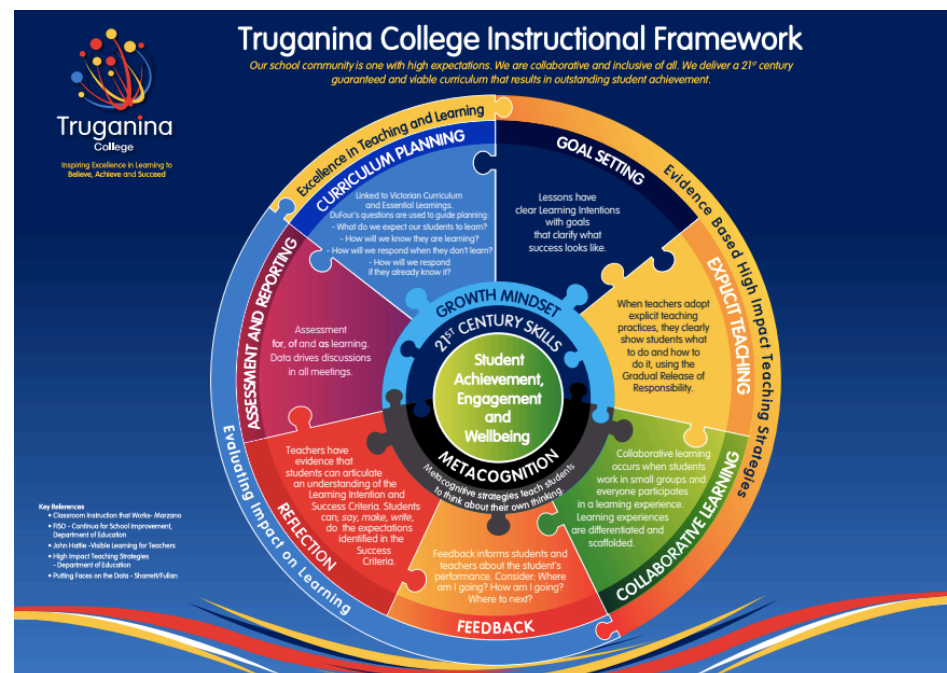 Truganina College Instructional Framework
Our school community is one with high expectations. We are collaborative and inclusive of all. We deliver a 21st century
guaranteed and viable curriculum that results in outstanding student achievement.
Truganina
College
Inspiring Excellence in Learning to
Believe, Achieve and Succeed
Excellence in Teaching and Learning
CURRICULUM PLANNING
Linked to Victorian Curriculum
and Essential Learnings.
DuFour's questions are used to guide planning:
- What do we expect our students to learn?
- How will we know they are learning?
- How will we respond when they don't learn?
- How will we respond
if they already know it?
GOAL SETTING
Lessons have
clear Learning Intentions
with goals
that clarify what
success looks like.
Evidence Based High Impact Teaching Strategies
EXPLICIT TEACHING
When teachers adopt
explicit teaching
practices, they clearly
show students what
to do and how to
do it, using the
Gradual Release of
Responsibility.
COLLABORATIVE LEARNING
Collaborative learning
occurs when students
work in small groups and
everyone participates
in a learning experience.
Learning experiences
are differentiated and
scaffolded.
FEEDBACK
Feedback informs students and
teachers about the student's
performance. Consider: Where
am I going? How am I going?
Where to next?
REFLECTION
Teachers have
evidence that
students can articulate
an understanding of the
Learning Intention and
Success Criteria. Students
can; say, make, write,
do the expectations
identified in the
Success
Criteria.
Evaluating Impact on Learning
ASSESSMENT AND REPORTING
Assessment
for, of and as learning.
Data drives discussions
in all meetings.
GROWTH MINDSET
21ST CENTURY SKILLS
Student
Achievement,
Engagement
and
Wellbeing
METACOGNITION
Metacognitive strategies teach students
to think about their own thinking
Key References
• Classroom Instruction that Works- Marzano
• FISO - Continua for School Improvement,
Department of Education
• John Hattie -Visible Learning for Teachers
• High Impact Teaching Strategies
- Department of Education
• Putting Faces on the Data - Sharrett/Fullan